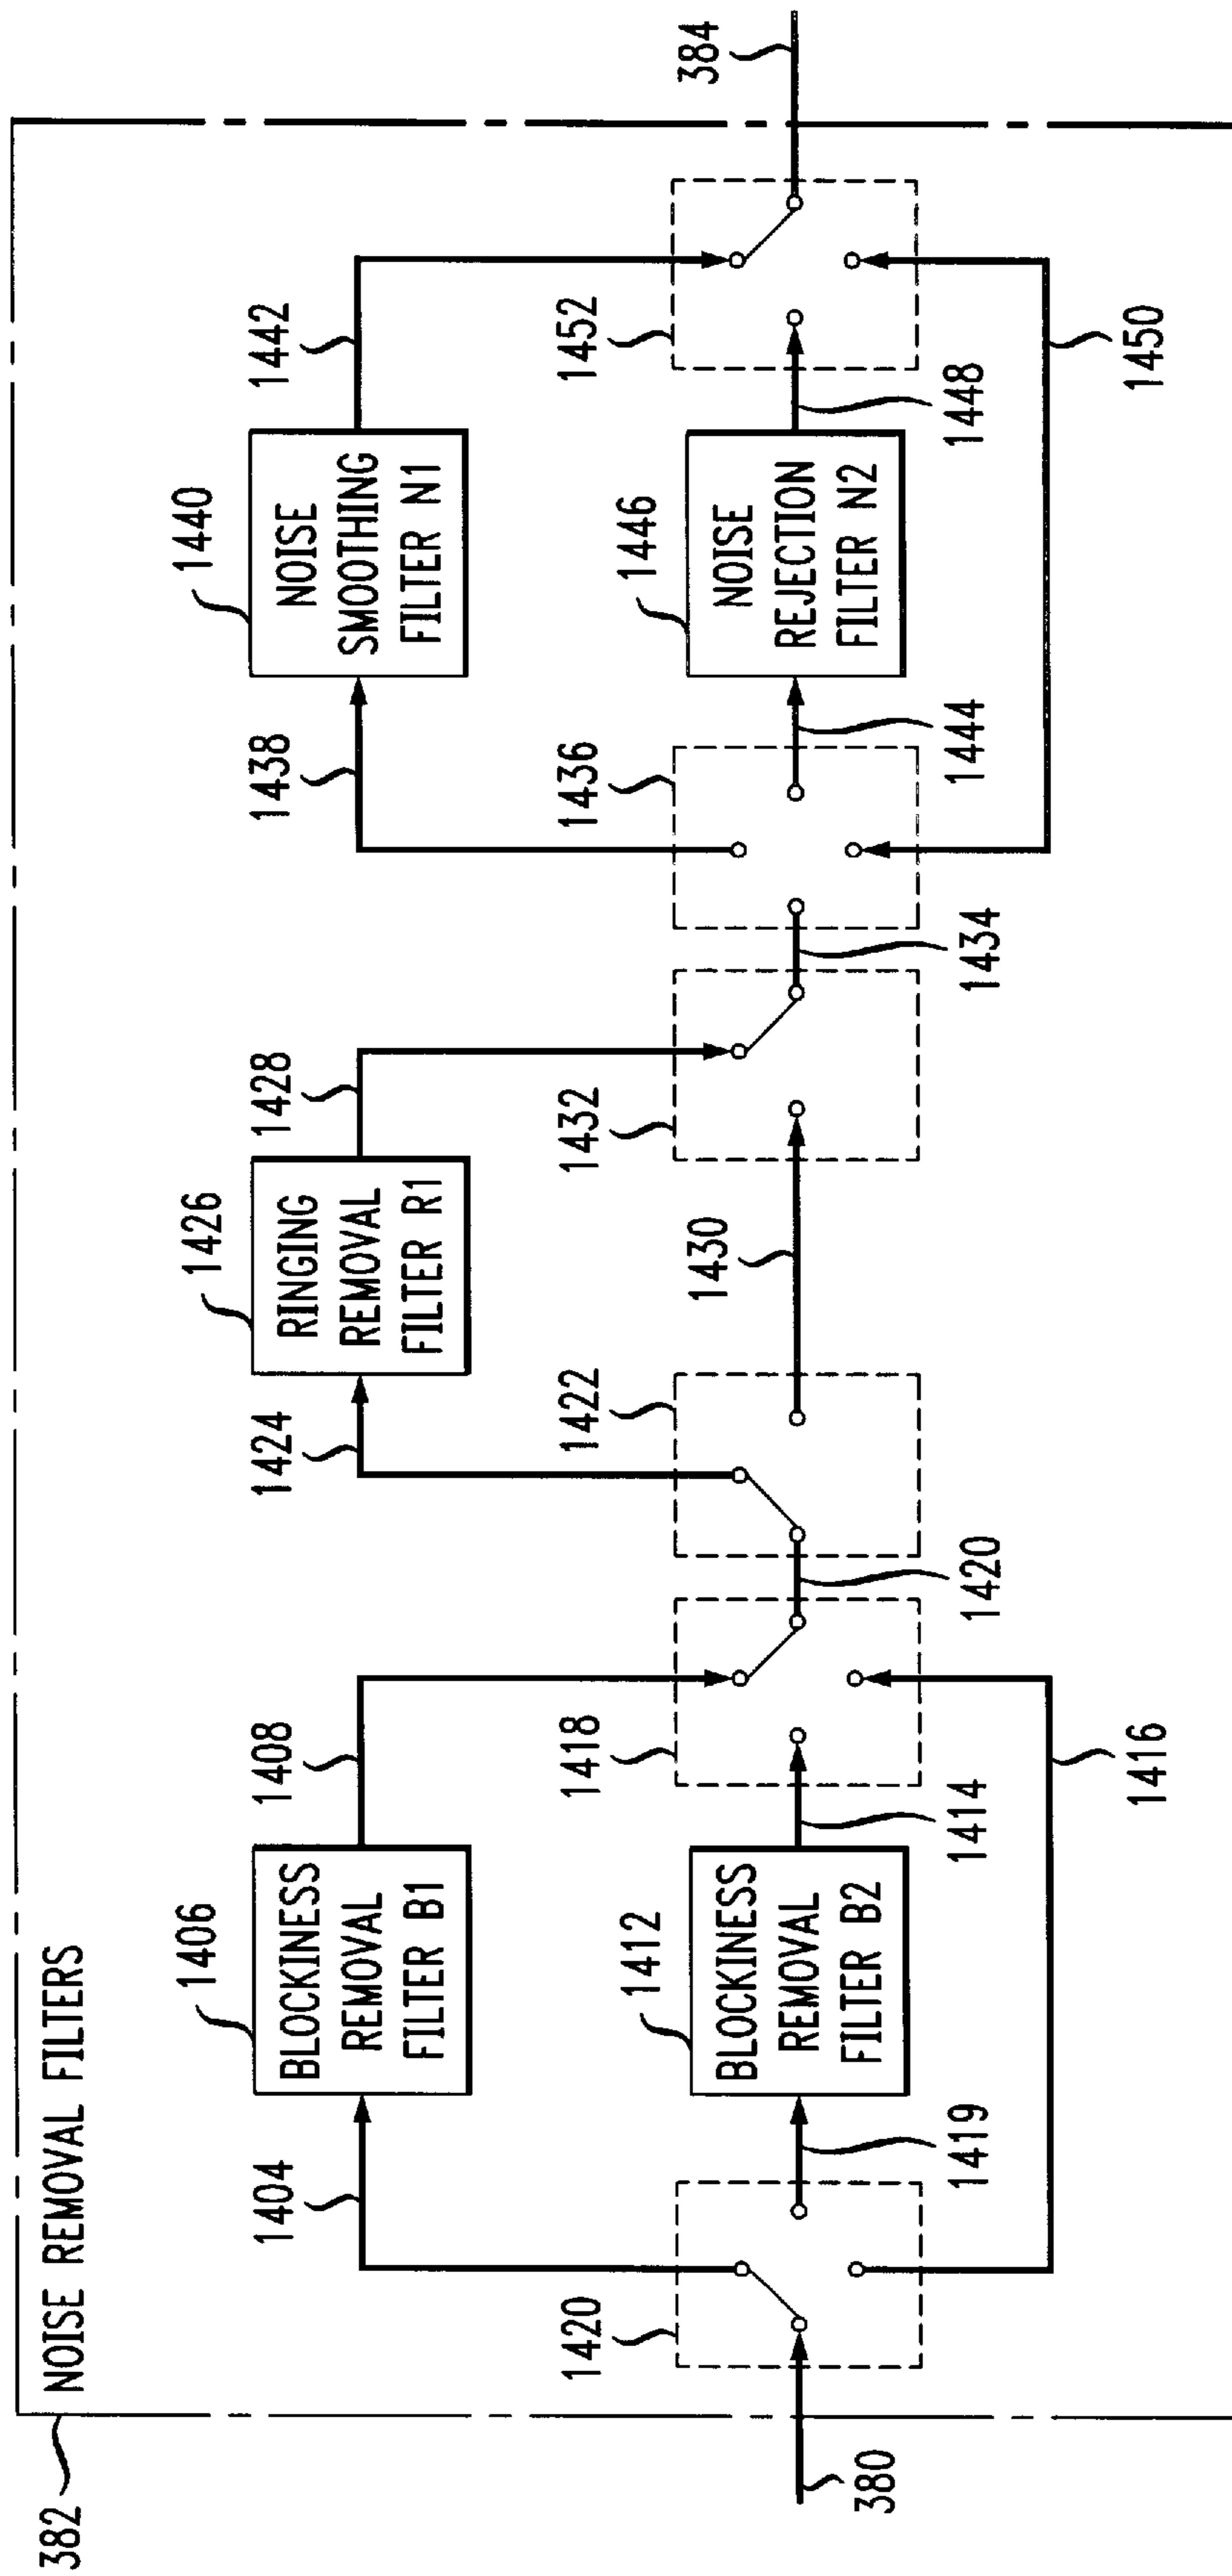 382
NOISE REMOVAL FILTERS
380
1420
1404
1406
BLOCKINESS
REMOVAL
FILTER B1
1408
1419
1412
BLOCKINESS
REMOVAL
FILTER B2
1414
1416
1418
1420
1422
1424
1426
RINGING
REMOVAL
FILTER R1
1428
1430
1432
1434
1436
1438
1440
NOISE
SMOOTHING
FILTER N1
1442
1444
1446
NOISE
REJECTION
FILTER N2
1448
1450
1452
384